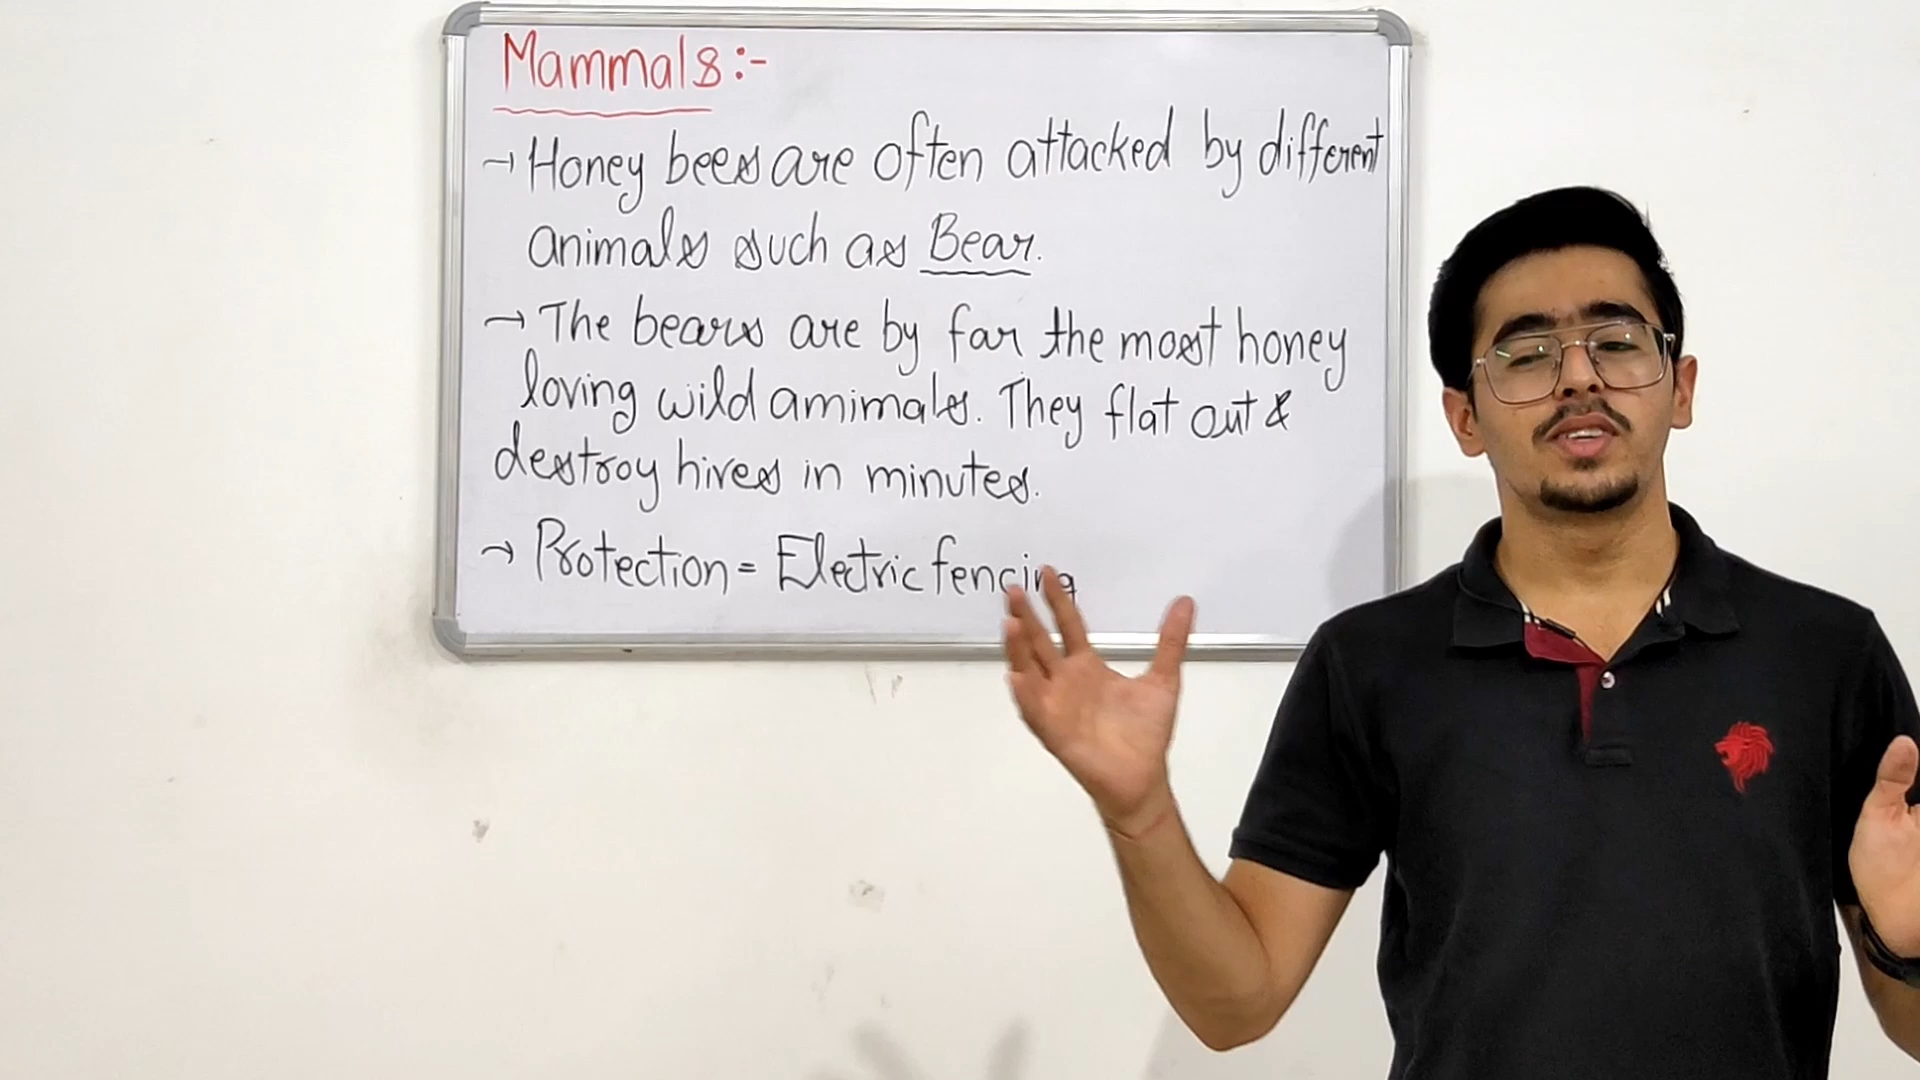 Mammals:-
→ Honey bees are often attacked by different
animals such as Bear.
→ The bears are by far the most honey
loving wild amimals. They flat out &
destroy hives in minutes.
→ Protection = Electric fencing